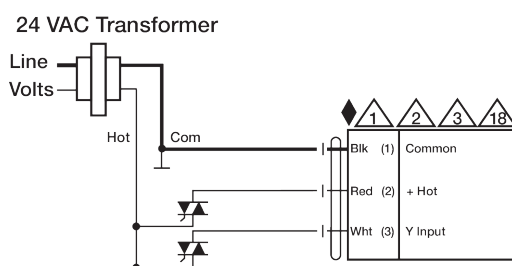 24 VAC Transformer
Line
Volts
Hot
Com
1 2 3 18
Blk (1) Common
Red (2) + Hot
Wht (3) Y Input